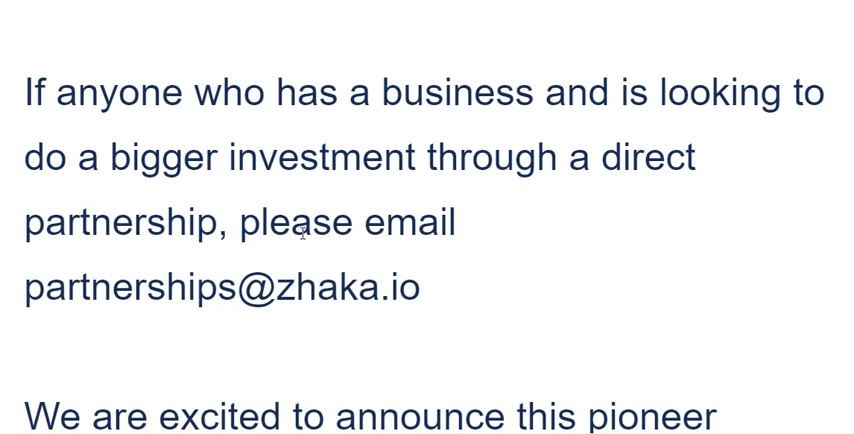 If anyone who has a business and is looking to
do a bigger investment through a direct
partnership, please email
partnerships@zhaka.io
We are excited to announce this pioneer